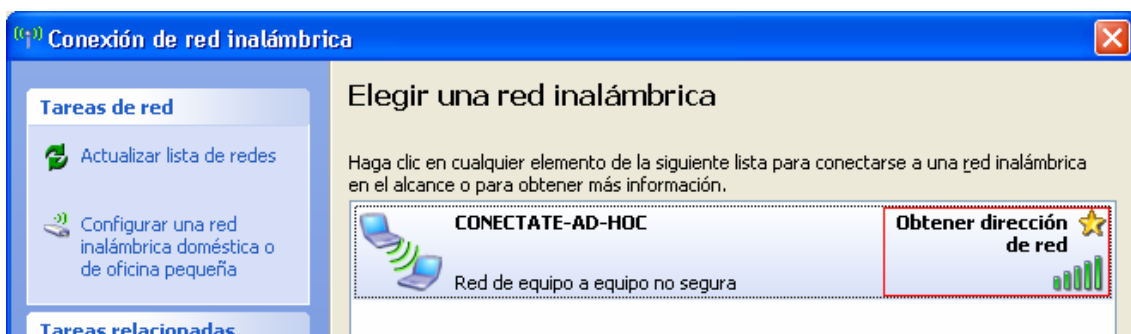 Conexión de red inalámbrica
Tareas de red
Actualizar lista de redes
Configurar una red
inalámbrica doméstica o
de oficina pequeña
Tareas relacionadas
Elegir una red inalámbrica
Haga clic en cualquier elemento de la siguiente lista para conectarse a una red inalámbrica
en el alcance o para obtener más información.
CONECTATE-AD-HOC
Obtener dirección
de red
Red de equipo a equipo no segura